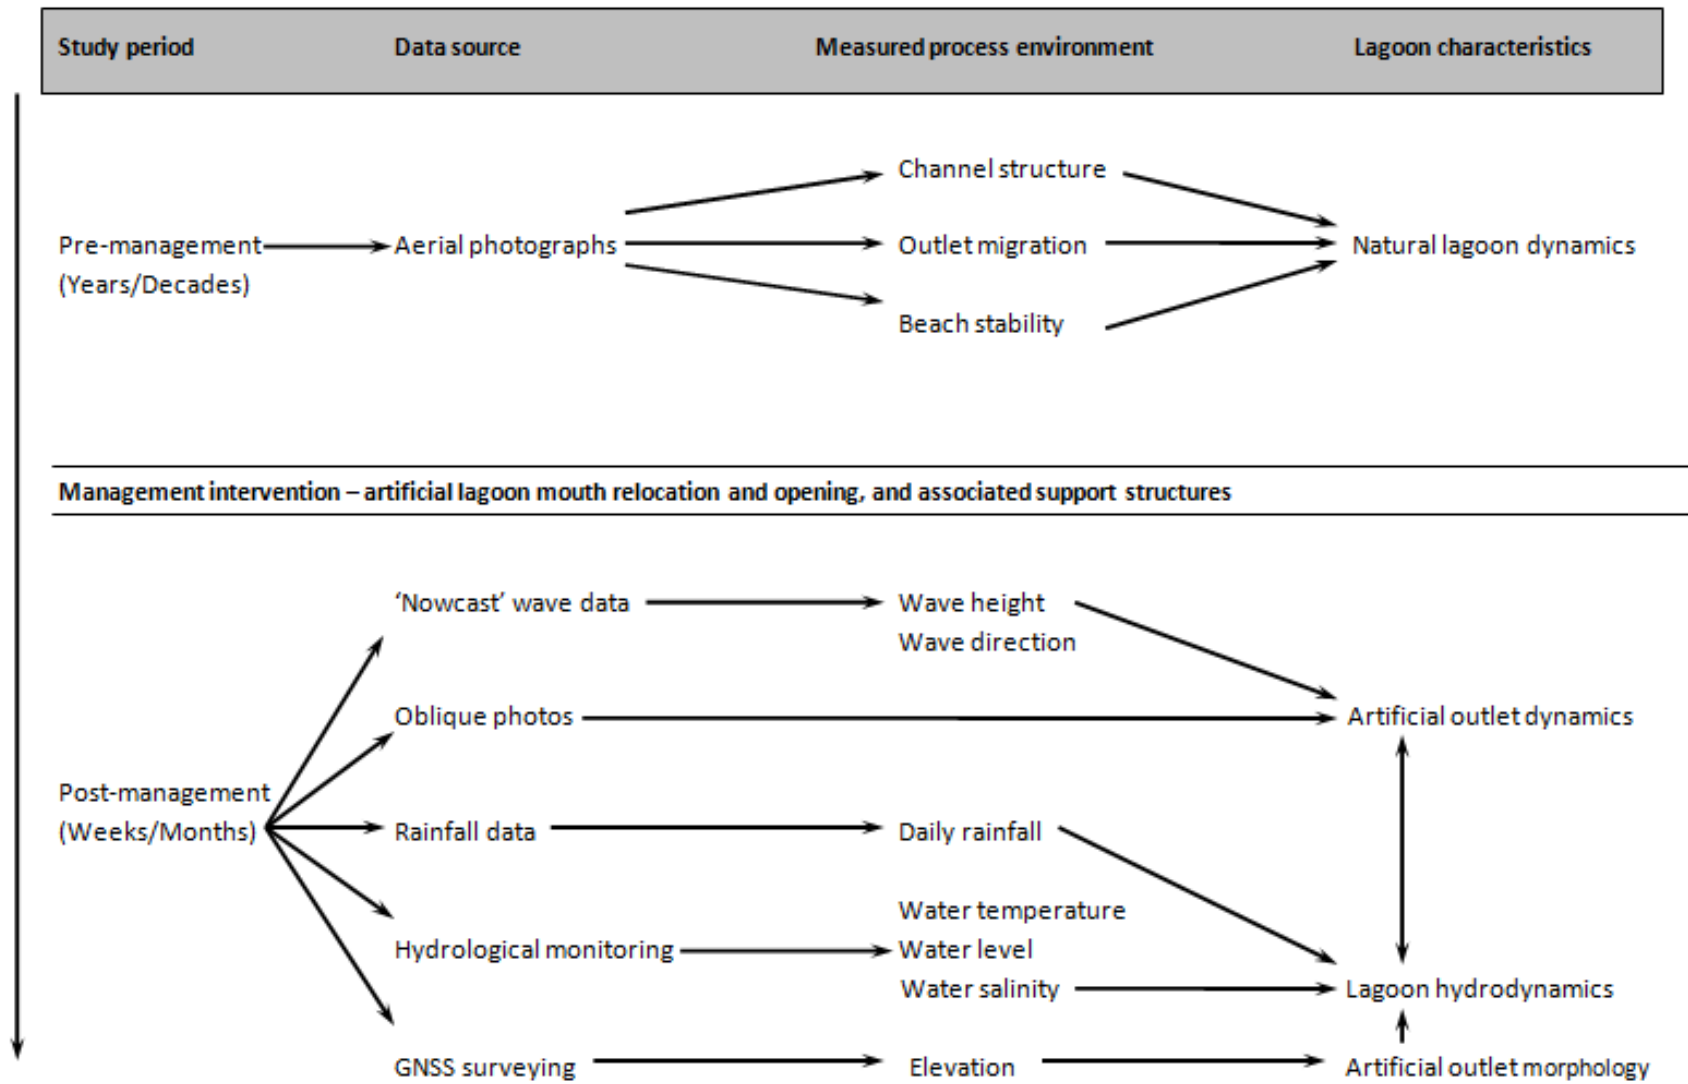 Study period Data source Measured process environment Lagoon characteristics
Channel structure
Pre-management Aerial photographs Outlet migration Natural lagoon dynamics
(Years/Decades)
Beach stability
Management intervention – artificial lagoon mouth relocation and opening, and associated support structures
‘Nowcast’ wave data Wave height
Wave direction
Oblique photos Artificial outlet dynamics
Post-management
(Weeks/Months) Rainfall data Daily rainfall
Water temperature
Hydrological monitoring Water level
Water salinity Lagoon hydrodynamics
GNSS surveying Elevation Artificial outlet morphology